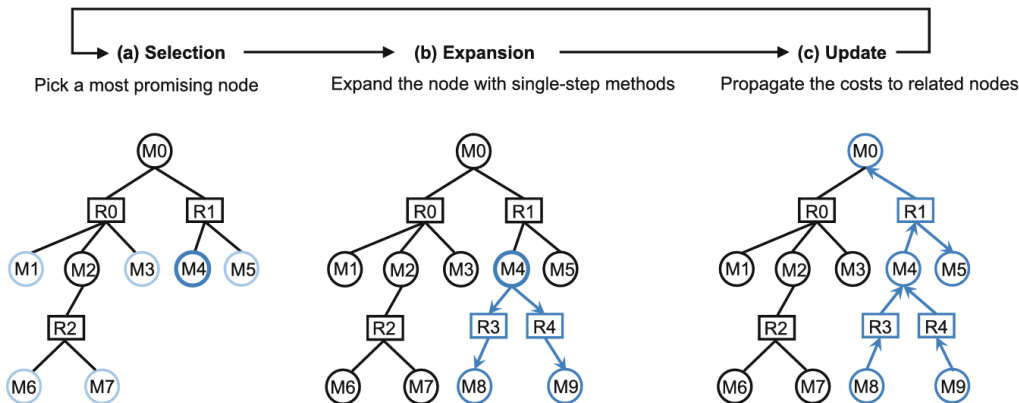 (a) Selection
(b) Expansion
(c) Update
Pick a most promising node
Expand the node with single-step methods
Propagate the costs to related nodes
M0
R0
R1
M1
M2
M3
M4
M5
R2
M6
M7
M0
R0
R1
M1
M2
M3
M4
M5
R2
R3
R4
M6
M7
M8
M9
M0
R0
R1
M1
M2
M3
M4
M5
R2
R3
R4
M6
M7
M8
M9